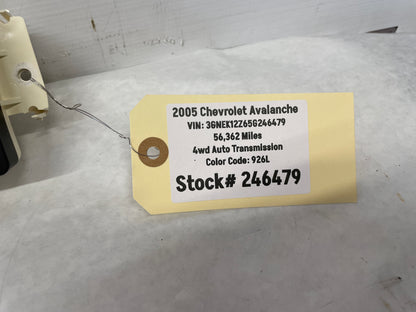 2005 Chevrolet Avalanche
VIN: 3GNEK12Z65G246479
56,362 Miles
4wd Auto Transmission
Color Code: 926L
Stock# 246479